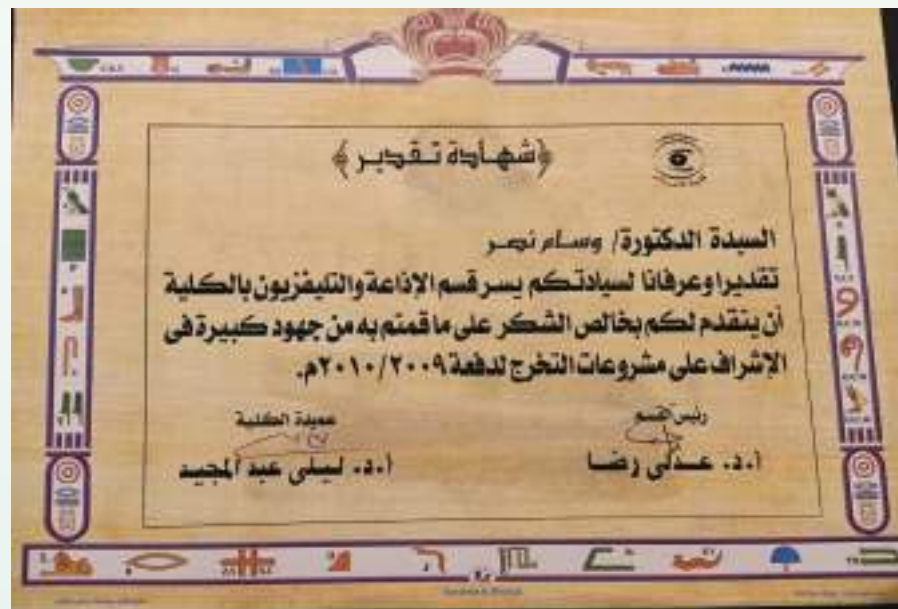 ﴿شهادة تقدير﴾
السيدة الدكتورة/ وسام نصر
تقديرا وعرفانا لسيادتكم يسر قسم الإذاعة والتليفزيون بالكلية
أن يتقدم لكم بخالص الشكر على ما قمتم به من جهود كبيرة فى
الإشراف على مشروعات التخرج لدفعة ٢٠١٠/٢٠٠٩م.
رئيس القسم
عميدة الكلية
أ.د. عدلى رضا
أ.د. ليلى عبد المجيد